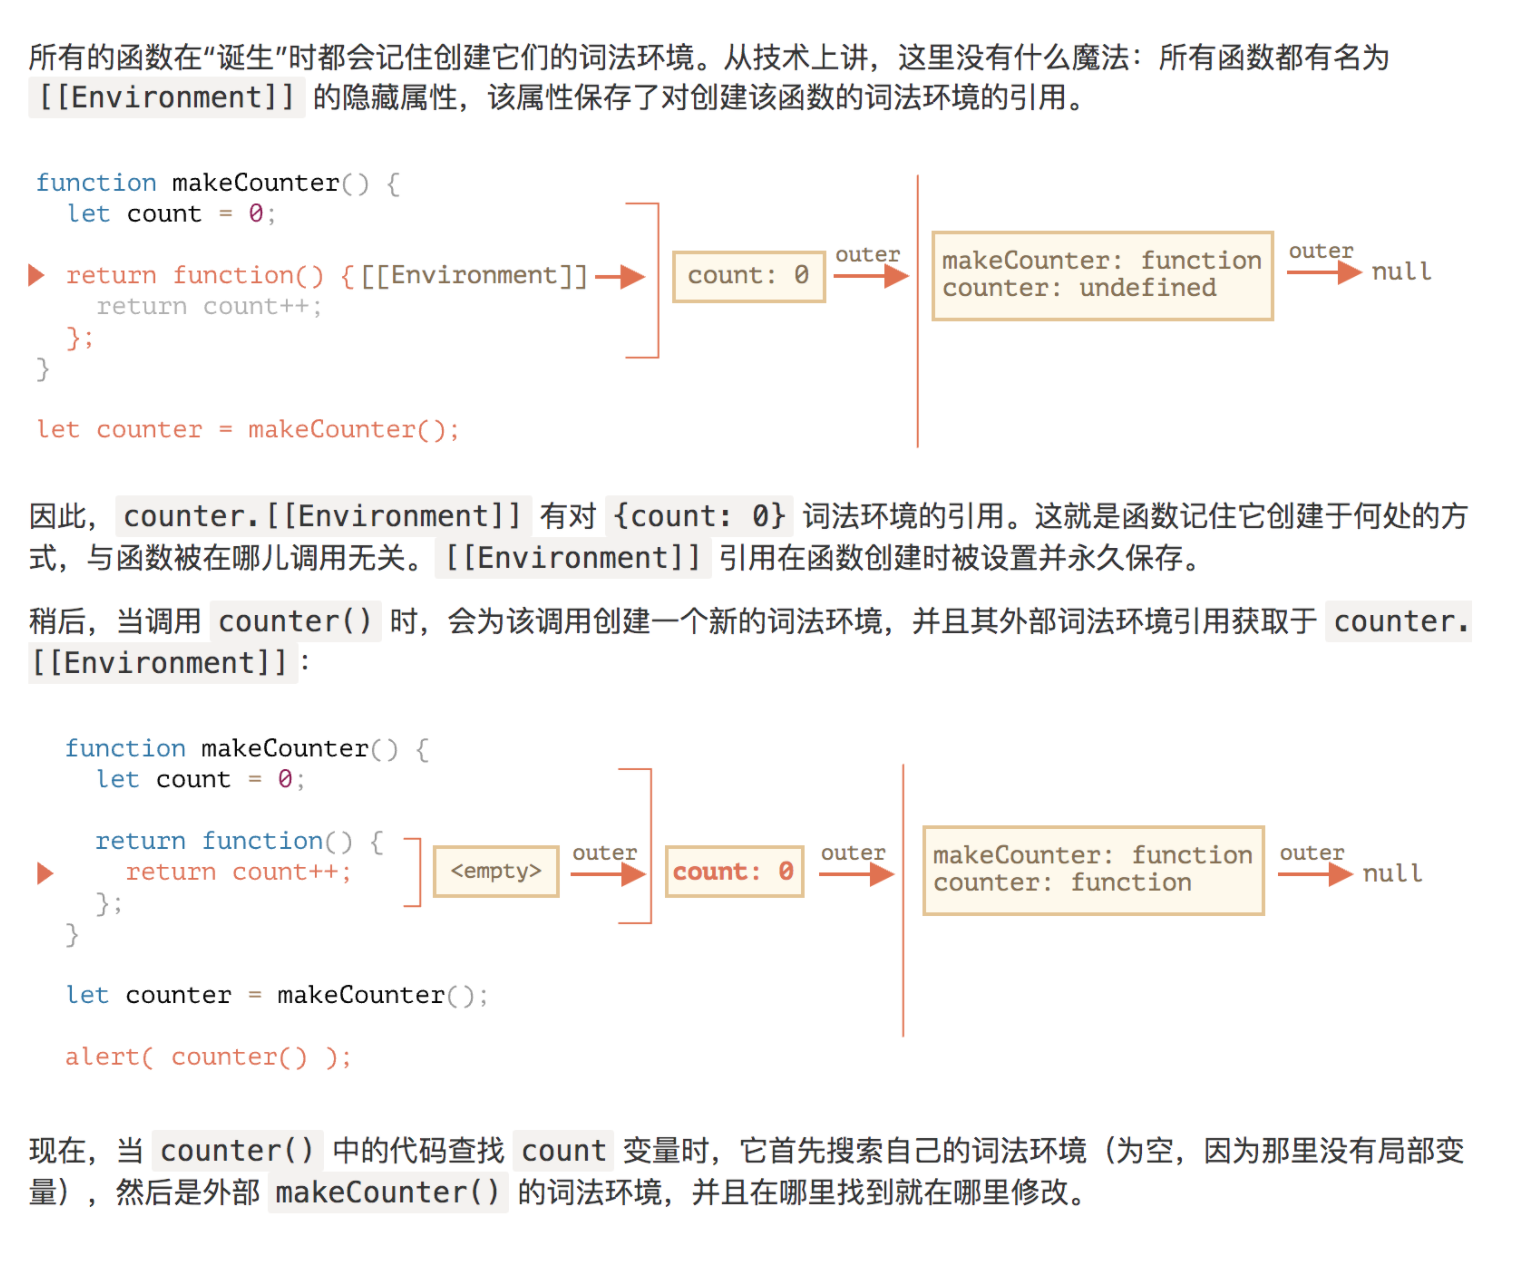 所有的函数在“诞生”时都会记住创建它们的词法环境。从技术上讲，这里没有什么魔法：所有函数都有名为
[[Environment]] 的隐藏属性，该属性保存了对创建该函数的词法环境的引用。
function makeCounter() {
let count = 0;
return function() { [[Environment]]
return count++;
};
}
let counter = makeCounter();
count: 0
outer
makeCounter: function
counter: undefined
outer
null
因此，counter.[[Environment]] 有对 {count: 0} 词法环境的引用。这就是函数记住它创建于何处的方
式，与函数被在哪儿调用无关。[[Environment]] 引用在函数创建时被设置并永久保存。
稍后，当调用 counter() 时，会为该调用创建一个新的词法环境，并且其外部词法环境引用获取于 counter.
[[Environment]]：
function makeCounter() {
let count = 0;
return function() {
return count++;
};
}
let counter = makeCounter();
alert( counter() );
<empty>
outer
count: 0
outer
makeCounter: function
counter: function
outer
null
现在，当 counter() 中的代码查找 count 变量时，它首先搜索自己的词法环境（为空，因为那里没有局部变
量），然后是外部 makeCounter() 的词法环境，并且在哪里找到就在哪里修改。